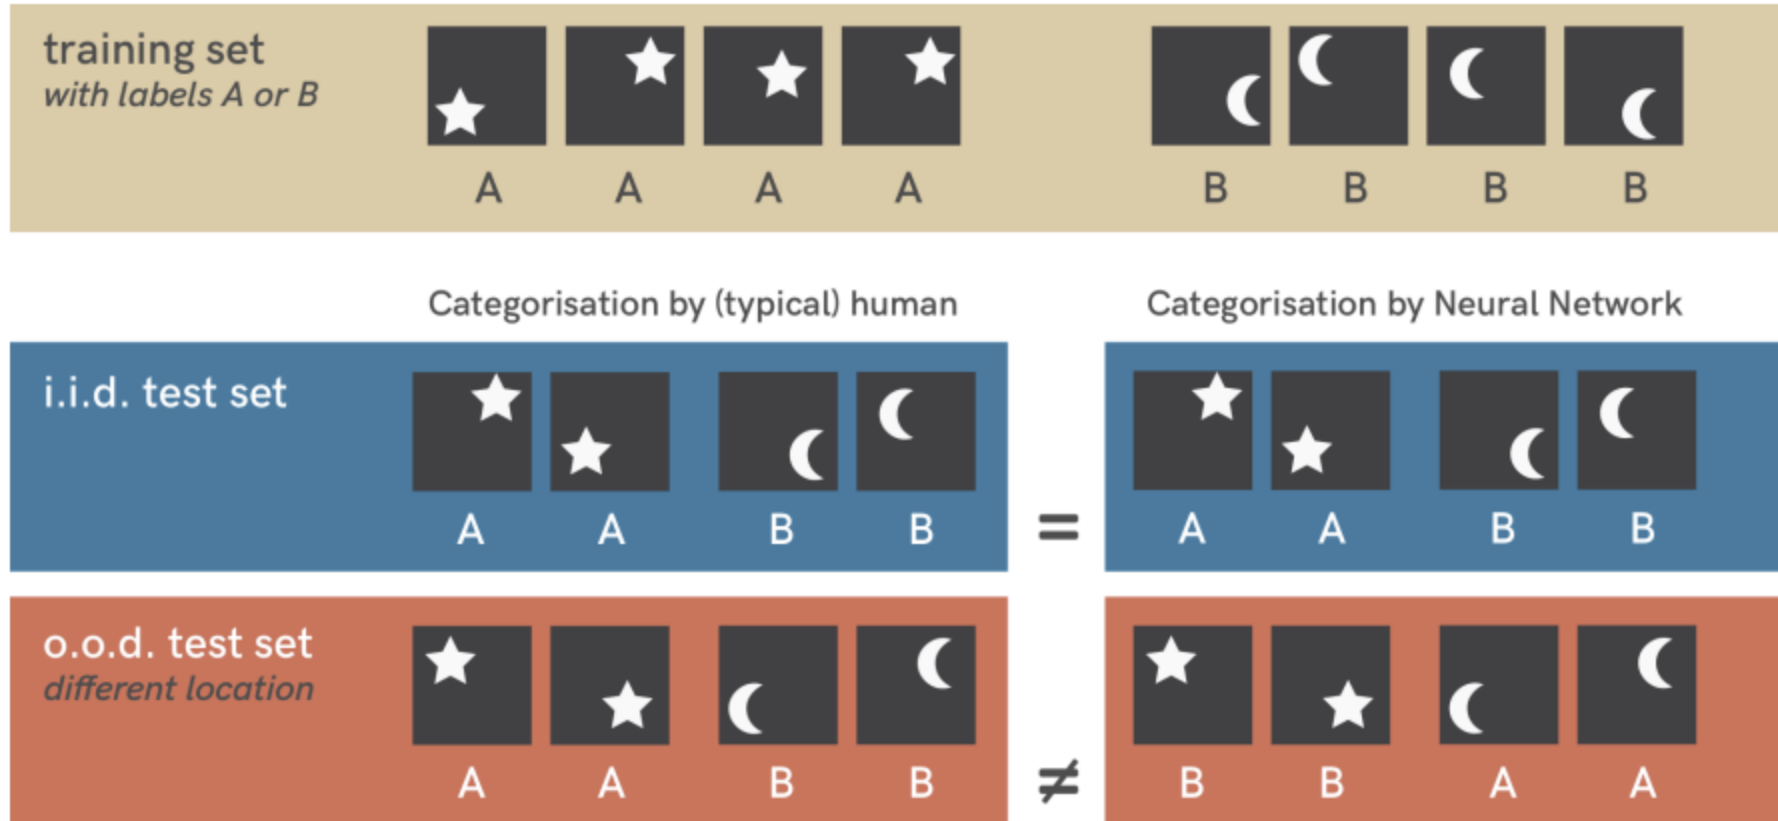 training set
with labels A or B
A A A A B B B B
Categorisation by (typical) human Categorisation by Neural Network
i.i.d. test set
A A B B = A A B B
o.o.d. test set
different location
A A B B ≠ B B A A